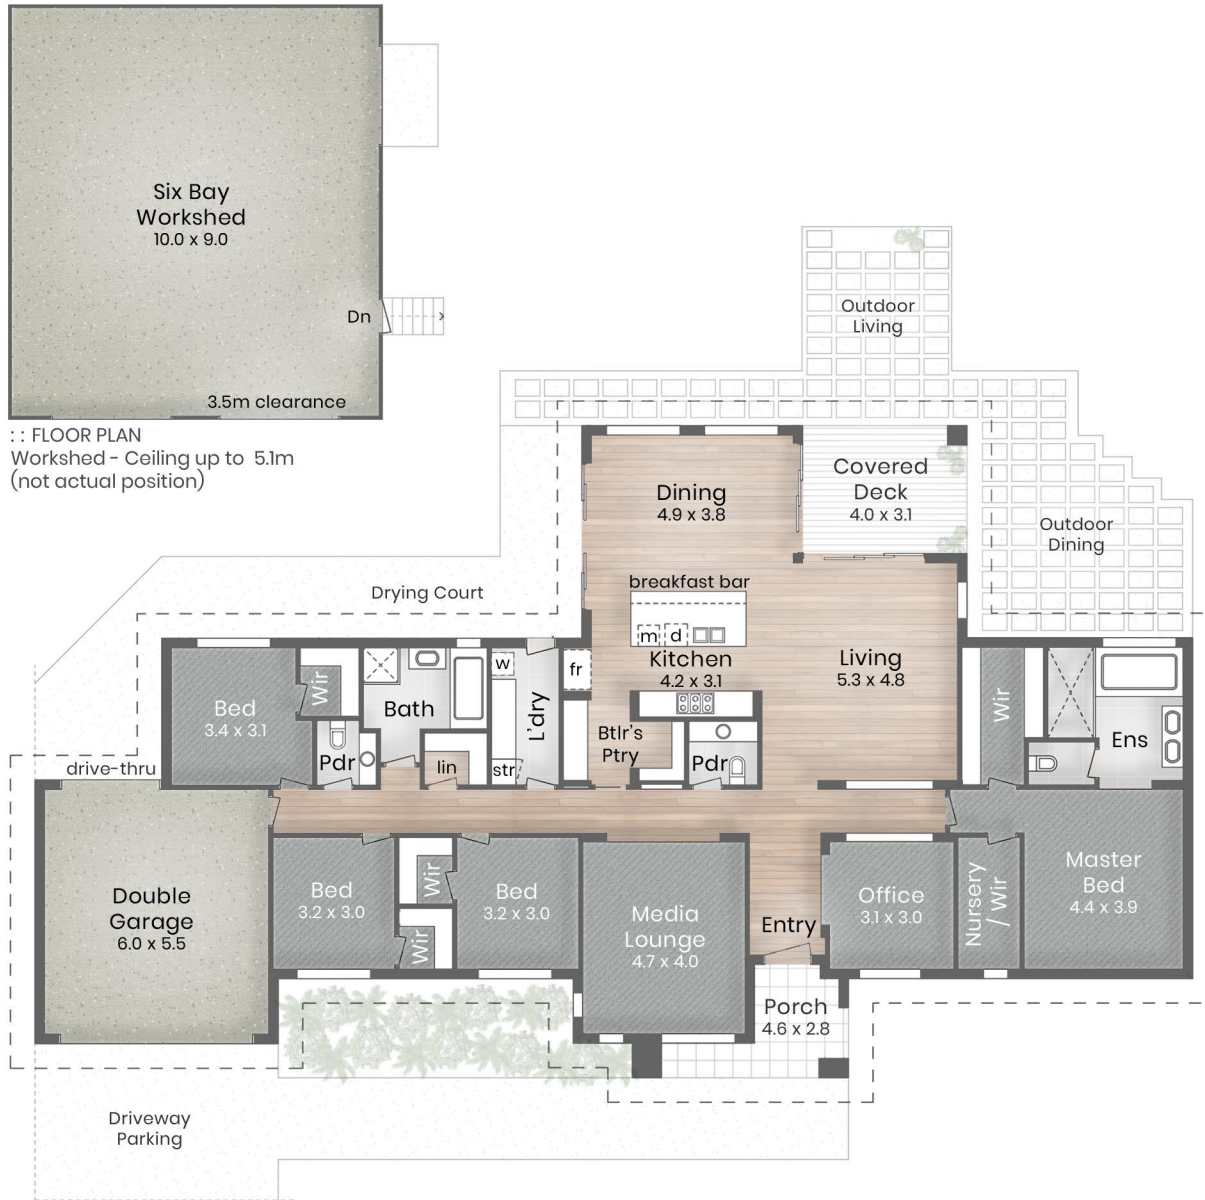 Six Bay
Workshed
10.0 x 9.0
Dn
3.5m clearance
:: FLOOR PLAN
Workshed - Ceiling up to 5.1m
(not actual position)
Outdoor
Living
Dining
4.9 x 3.8
Covered
Deck
4.0 x 3.1
Outdoor
Dining
Drying Court
breakfast bar
m
d
Kitchen
4.2 x 3.1
Living
5.3 x 4.8
w
fr
Bed
3.4 x 3.1
Wir
Bath
L'dry
Btlr's
Ptry
Wir
Ens
drive-thru
Pdr
lin
str
Pdr
Double
Garage
6.0 x 5.5
Bed
3.2 x 3.0
Wir
Wir
Bed
3.2 x 3.0
Media
Lounge
4.7 x 4.0
Entry
Office
3.1 x 3.0
Nursery
/ Wir
Master
Bed
4.4 x 3.9
Porch
4.6 x 2.8
Driveway
Parking